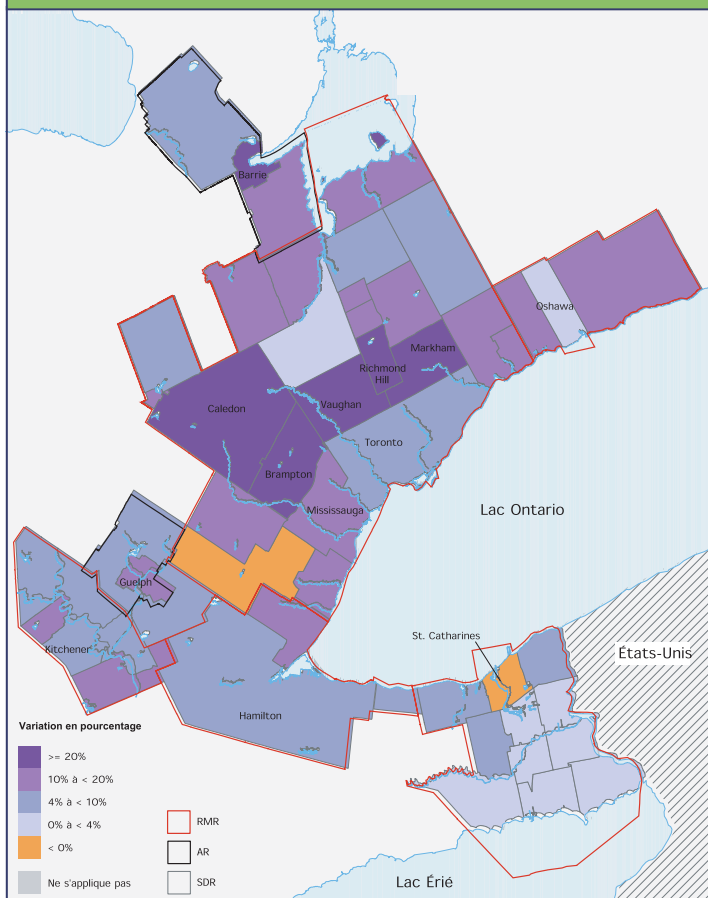 Barrie
Oshawa
Markham
Richmond
Hill
Vaughan
Caledon
Toronto
Brampton
Mississauga
Lac Ontario
Guelph
St. Catharines
États-Unis
Kitchener
Hamilton
Variation en pourcentage
>= 20%
10% à < 20%
4% à < 10%
0% à < 4%
< 0%
Ne s'applique pas
RMR
AR
SDR
Lac Érié